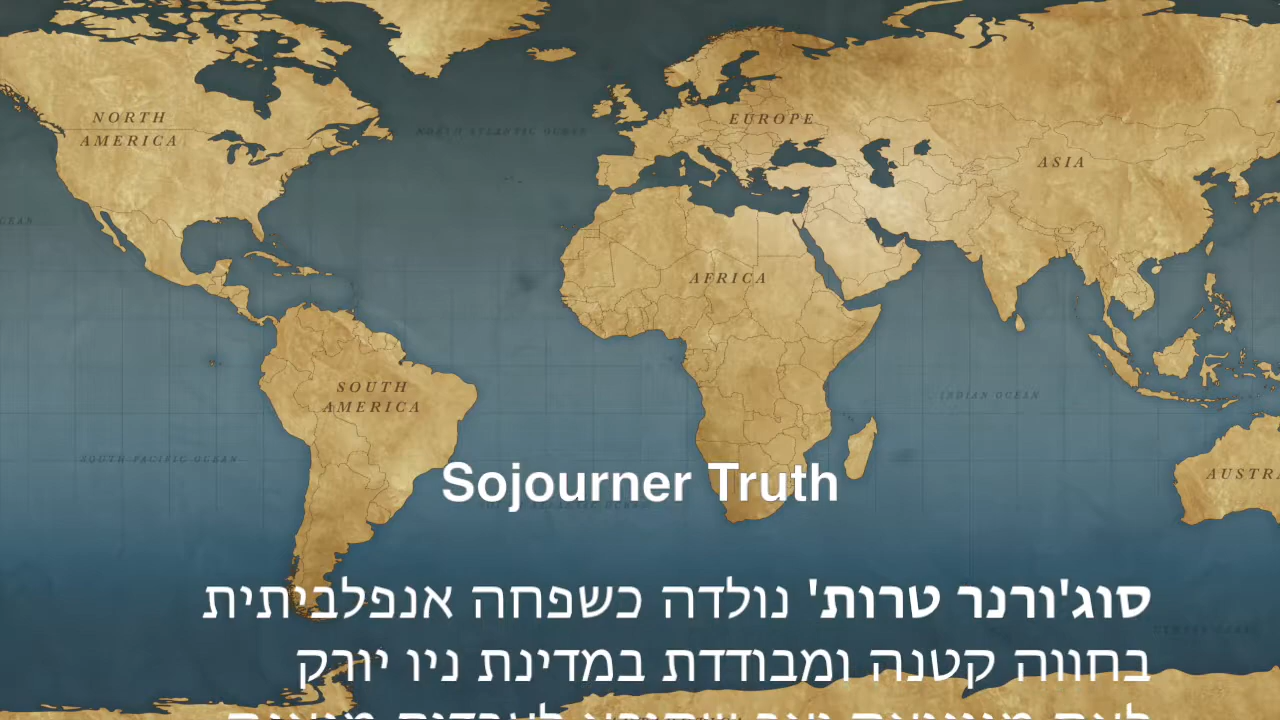 NORTH
AMERICA
NORTH ATLANTIC OCEAN
EUROPE
ASIA
AFRICA
SOUTH
AMERICA
INDIAN OCEAN
SOUTH PACIFIC OCEAN
AUSTR
Sojourner Truth
סוג'ורנר טרות' נולדה כשפחה אנפלביתית
בחווה קטנה ומבודדת במדינת ניו יורק